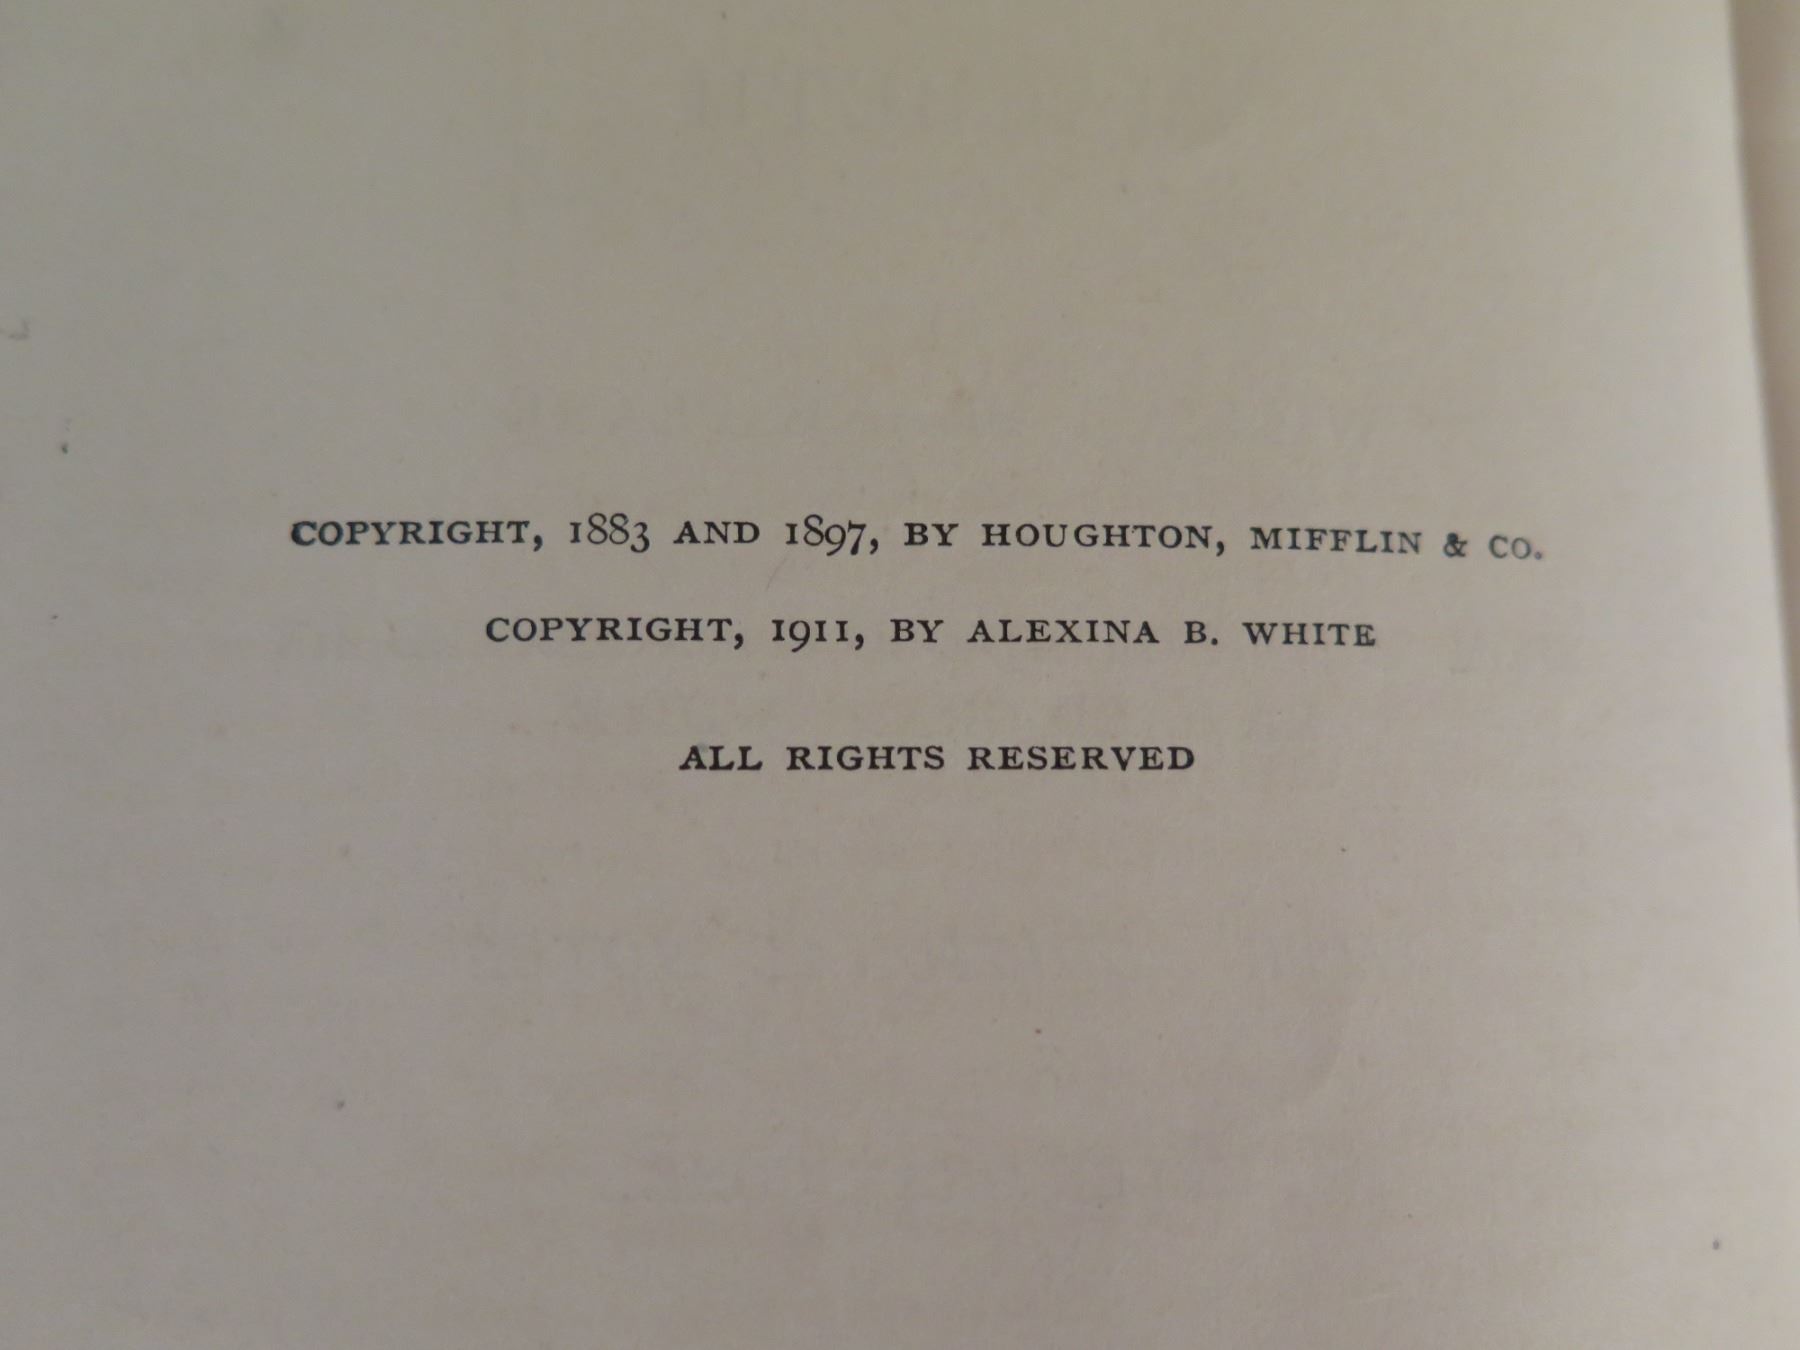 COPYRIGHT, 1883 AND 1897, BY HOUGHTON, MIFFLIN & CO.
COPYRIGHT, 1911, BY ALEXINA B. WHITE
ALL RIGHTS RESERVED